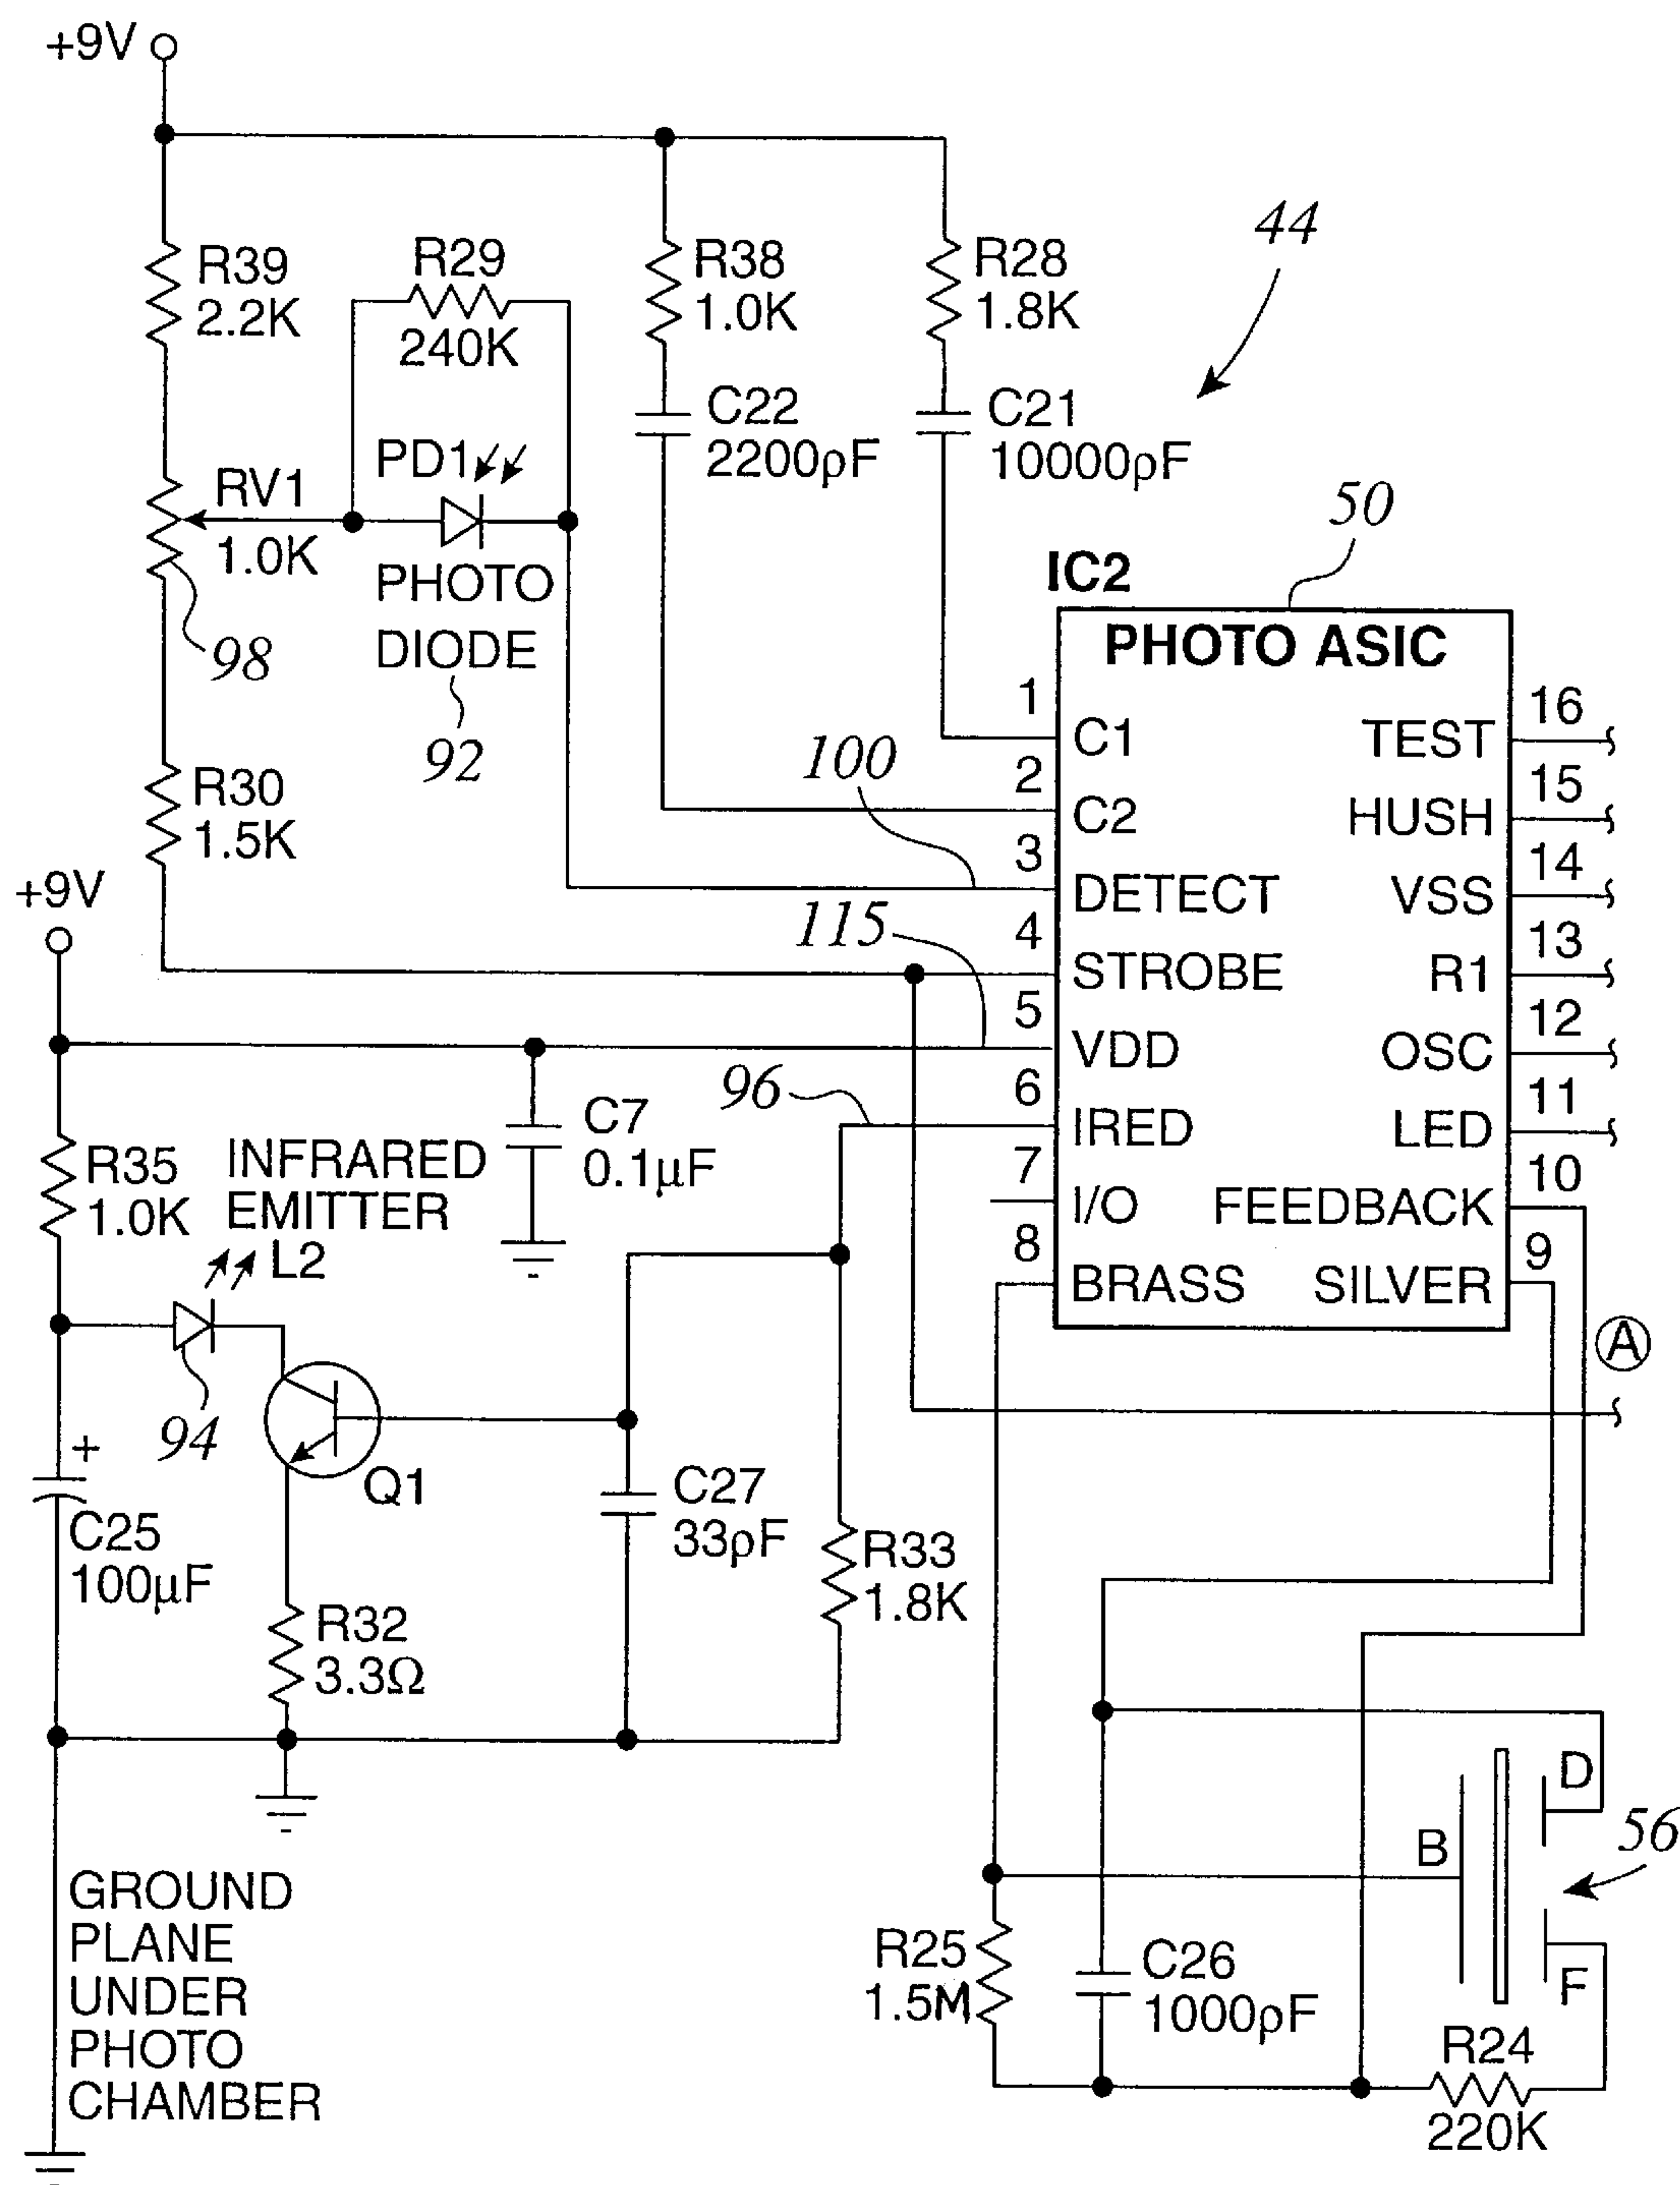 +9V
R39
2.2K
R29
240K
R38
1.0K
R28
1.8K
44
C22
2200ρF
C21
10000ρF
PD1
RV1
1.0K
PHOTO
DIODE
98
92
50
IC2
PHOTO ASIC
1
C1
2
C2
3
DETECT
4
STROBE
5
VDD
6
IRED
7
I/O
8
BRASS
16
TEST
15
HUSH
14
VSS
13
R1
12
OSC
11
LED
10
FEEDBACK
9
SILVER
100
115
96
R30
1.5K
+9V
R35
1.0K
INFRARED
EMITTER
L2
C7
0.1µF
94
Q1
+
C25
100µF
C27
33ρF
R33
1.8K
R32
3.3Ω
A
GROUND
PLANE
UNDER
PHOTO
CHAMBER
D
B
56
F
R25
1.5M
C26
1000ρF
R24
220K